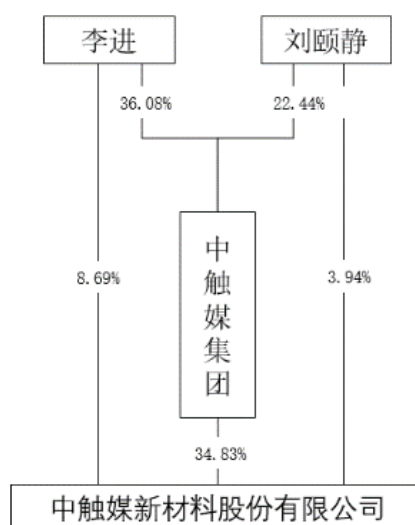 李进
刘颐静
36.08%
22.44%
中触媒集团
8.69%
3.94%
34.83%
中触媒新材料股份有限公司